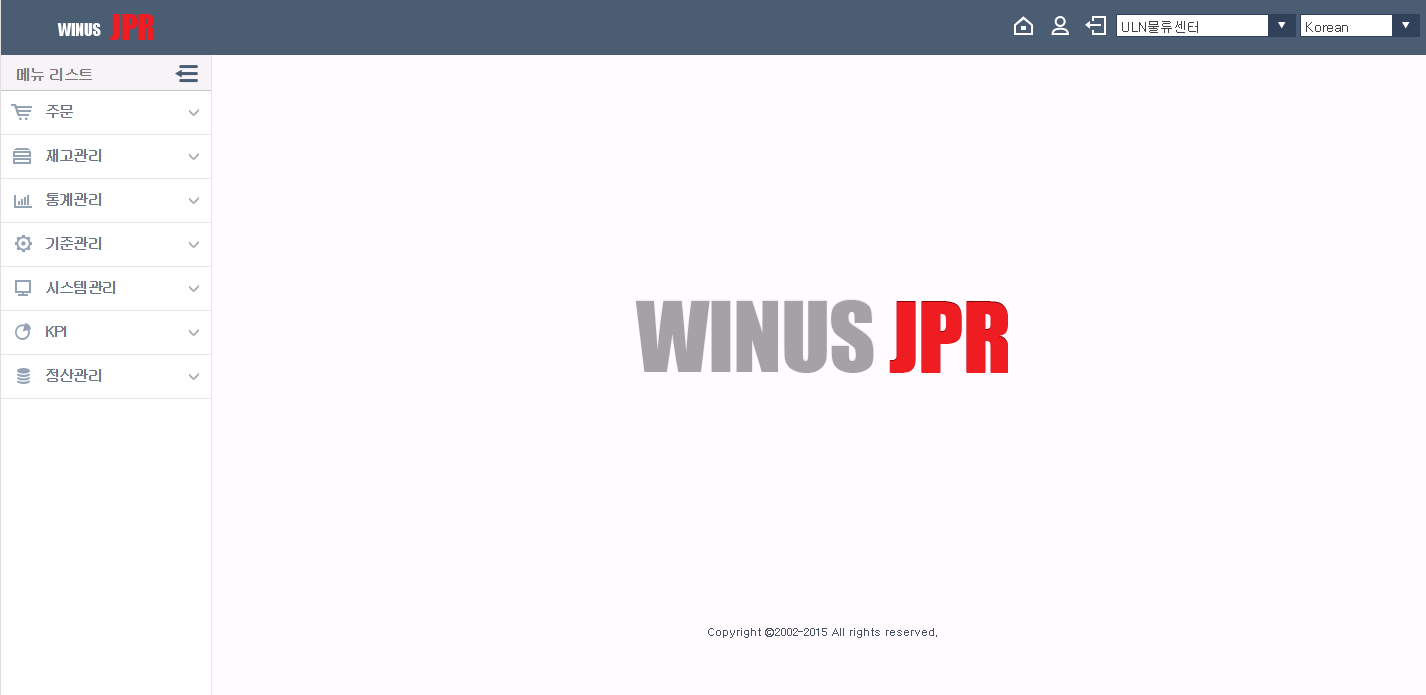 WINUS JPR
ULN물류센터
Korean
메뉴 리스트
주문
재고관리
통계관리
기준관리
시스템관리
KPI
정산관리
WINUS JPR
Copyright ©2002-2015 All rights reserved.